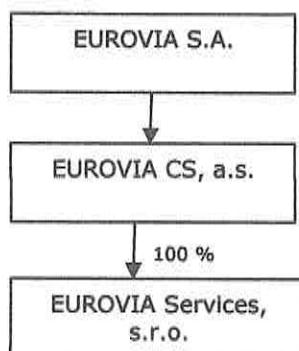 EUROVIA S.A.
EUROVIA CS, a.s.
100 %
EUROVIA Services,
s.r.o.